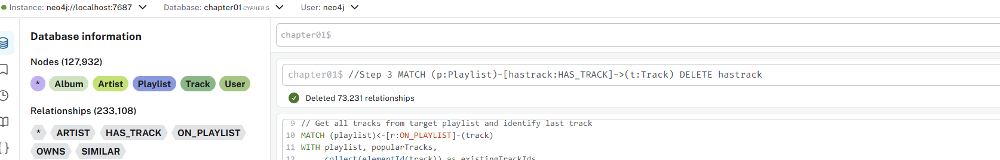 Instance: neo4j://localhost:7687 Database: chapter01 CYPHER 5 User: neo4j
Database information
Nodes (127,932)
* Album Artist Playlist Track User
Relationships (233,108)
* ARTIST HAS_TRACK ON_PLAYLIST
OWNS SIMILAR
chapter01$
chapter01$ //Step 3 MATCH (p:Playlist)-[hastrack:HAS_TRACK]->(t:Track) DELETE hastrack
Deleted 73,231 relationships
9 // Get all tracks from target playlist and identify last track
10 MATCH (playlist)<-[r:ON_PLAYLIST]-(track)
11 WITH playlist, popularTracks,
12 collect(elementId(track)) as existingTrackIds